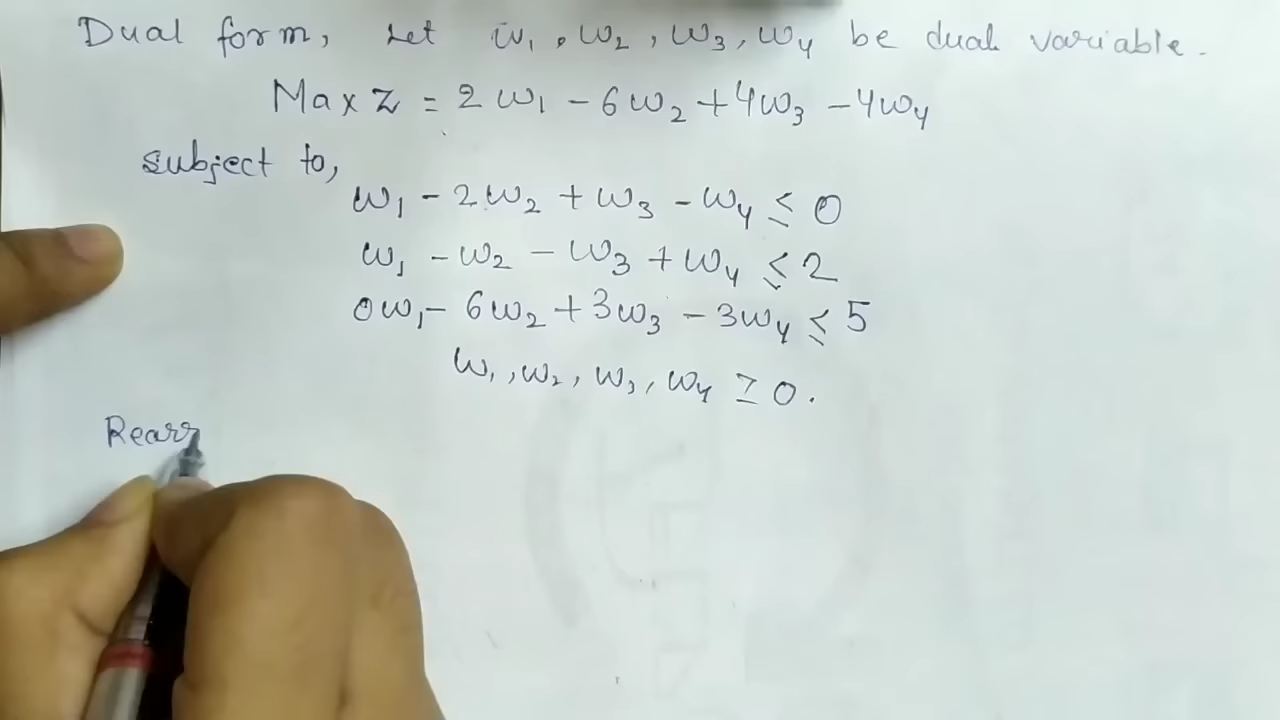 Dual form, Let w₁, w₂, w₃, w₄ be dual variable.
Max Z = 2w₁ - 6w₂ + 4w₃ - 4w₄
subject to,
w₁ - 2w₂ + w₃ - w₄ ≤ 0
w₁ - w₂ - w₃ + w₄ ≤ 2
0w₁ - 6w₂ + 3w₃ - 3w₄ ≤ 5
w₁, w₂, w₃, w₄ ≥ 0.
Rearr